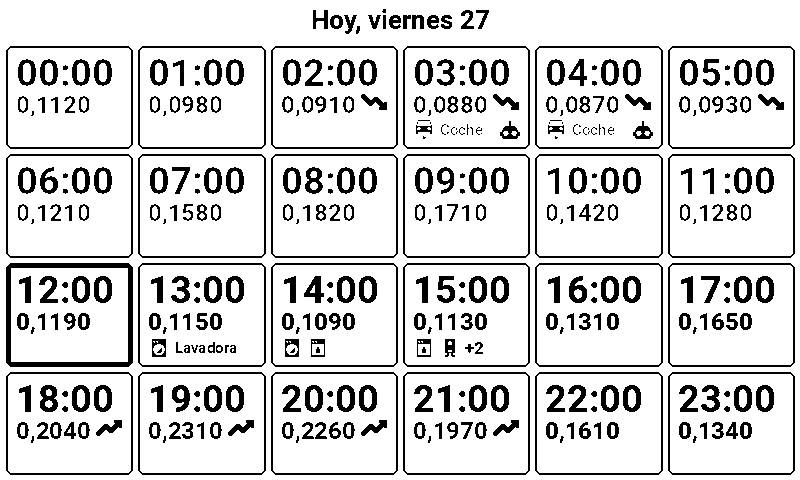 Hoy, viernes 27
00:00 01:00 02:00 03:00 04:00 05:00
0,1120 0,0980 0,0910 0,0880 0,0870 0,0930
Coche Coche
06:00 07:00 08:00 09:00 10:00 11:00
0,1210 0,1580 0,1820 0,1710 0,1420 0,1280
12:00 13:00 14:00 15:00 16:00 17:00
0,1190 0,1150 0,1090 0,1130 0,1310 0,1650
Lavadora +2
18:00 19:00 20:00 21:00 22:00 23:00
0,2040 0,2310 0,2260 0,1970 0,1610 0,1340